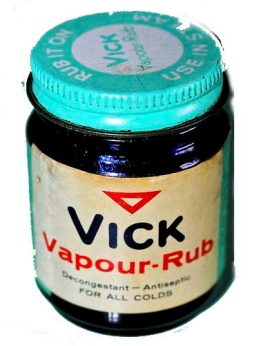 RUB IT ON
VICK
Vapour-Rub
USE IN STEAM
VICK
Vapour-Rub
Decongestant — Antiseptic
FOR ALL COLDS